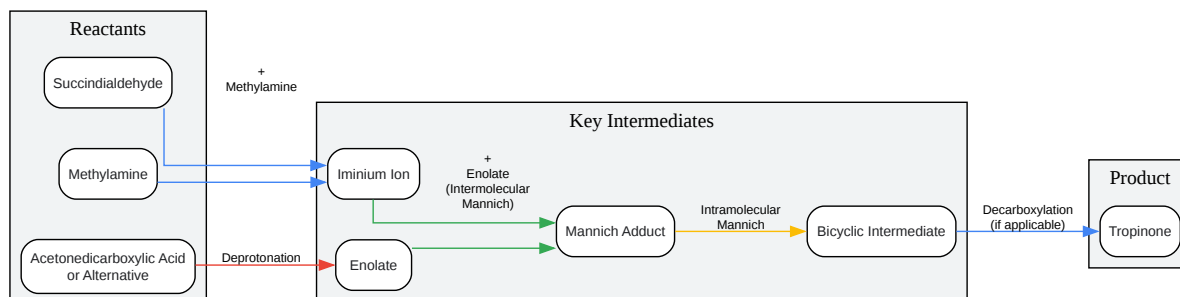 Reactants
Succindialdehyde
+
Methylamine
Key Intermediates
Methylamine
Iminium Ion
+
Enolate
(Intermolecular
Mannich)
Product
Acetonedicarboxylic Acid
or Alternative
Deprotonation
Enolate
Mannich Adduct
Intramolecular
Mannich
Bicyclic Intermediate
Decarboxylation
(if applicable)
Tropinone